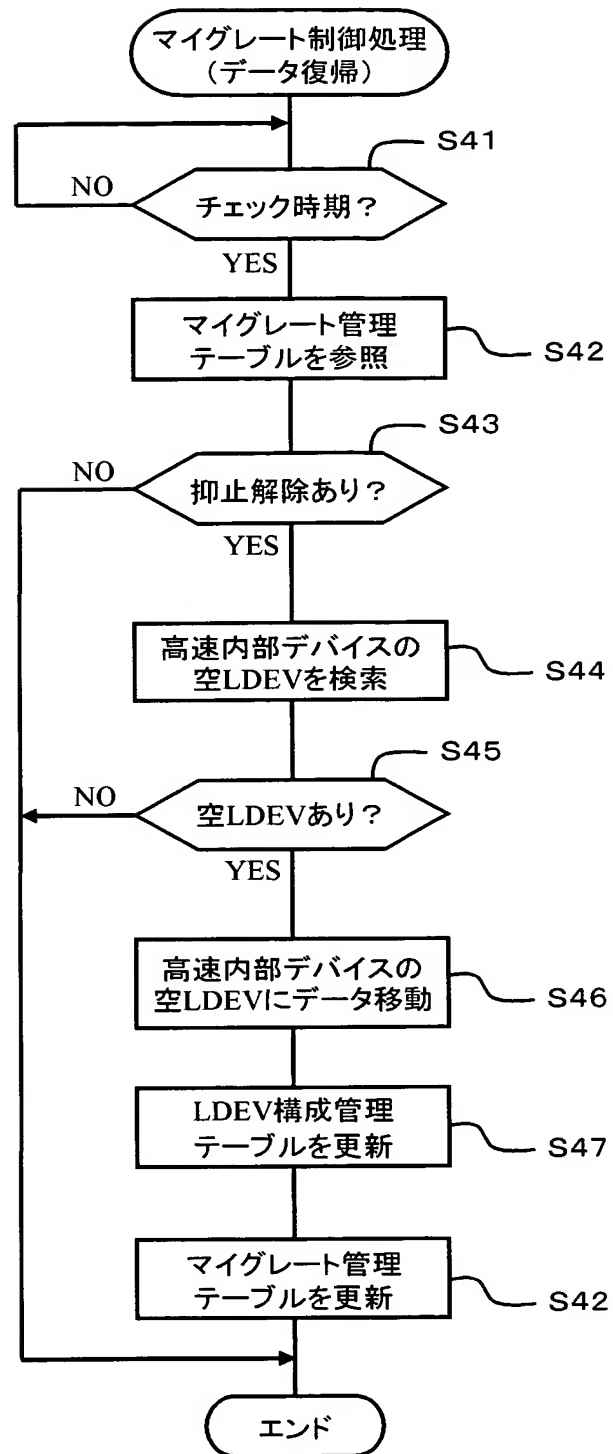 マイグレート制御処理
(データ復帰)
S41
NO
チェック時期?
YES
マイグレート管理
テーブルを参照
S42
S43
NO
抑止解除あり?
YES
高速内部デバイスの
空LDEVを検索
S44
S45
NO
空LDEVあり?
YES
高速内部デバイスの
空LDEVにデータ移動
S46
LDEV構成管理
テーブルを更新
S47
マイグレート管理
テーブルを更新
S42
エンド